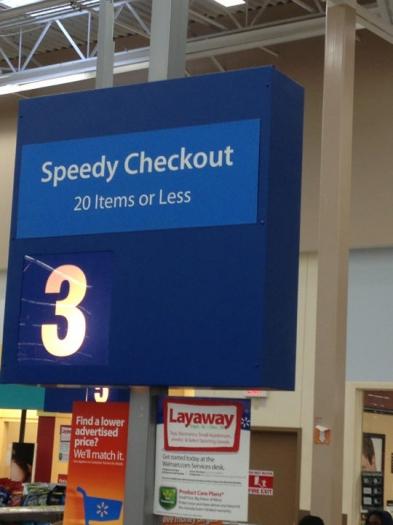 Speedy Checkout
20 Items or Less
3
Find a lower
advertised
price?
We'll match it.
Layaway
Get started today at the
Walmart.com Services desk.
Product Care Plans*
FIRE EXIT